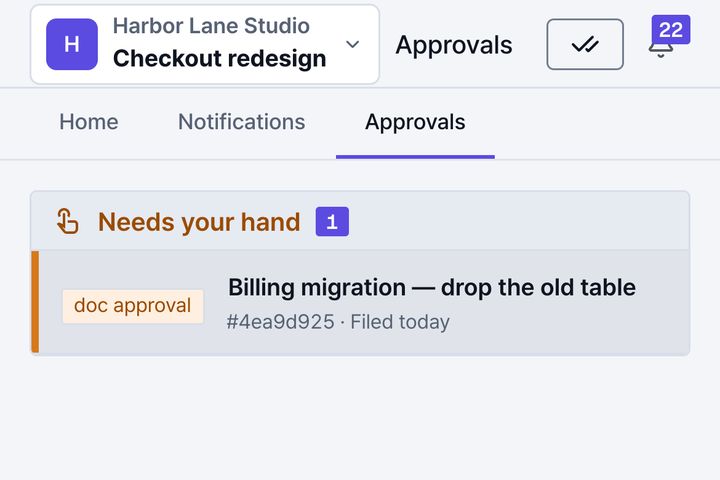 H
Harbor Lane Studio
Checkout redesign
Approvals
22
Home
Notifications
Approvals
Needs your hand
1
doc approval
Billing migration — drop the old table
#4ea9d925 · Filed today